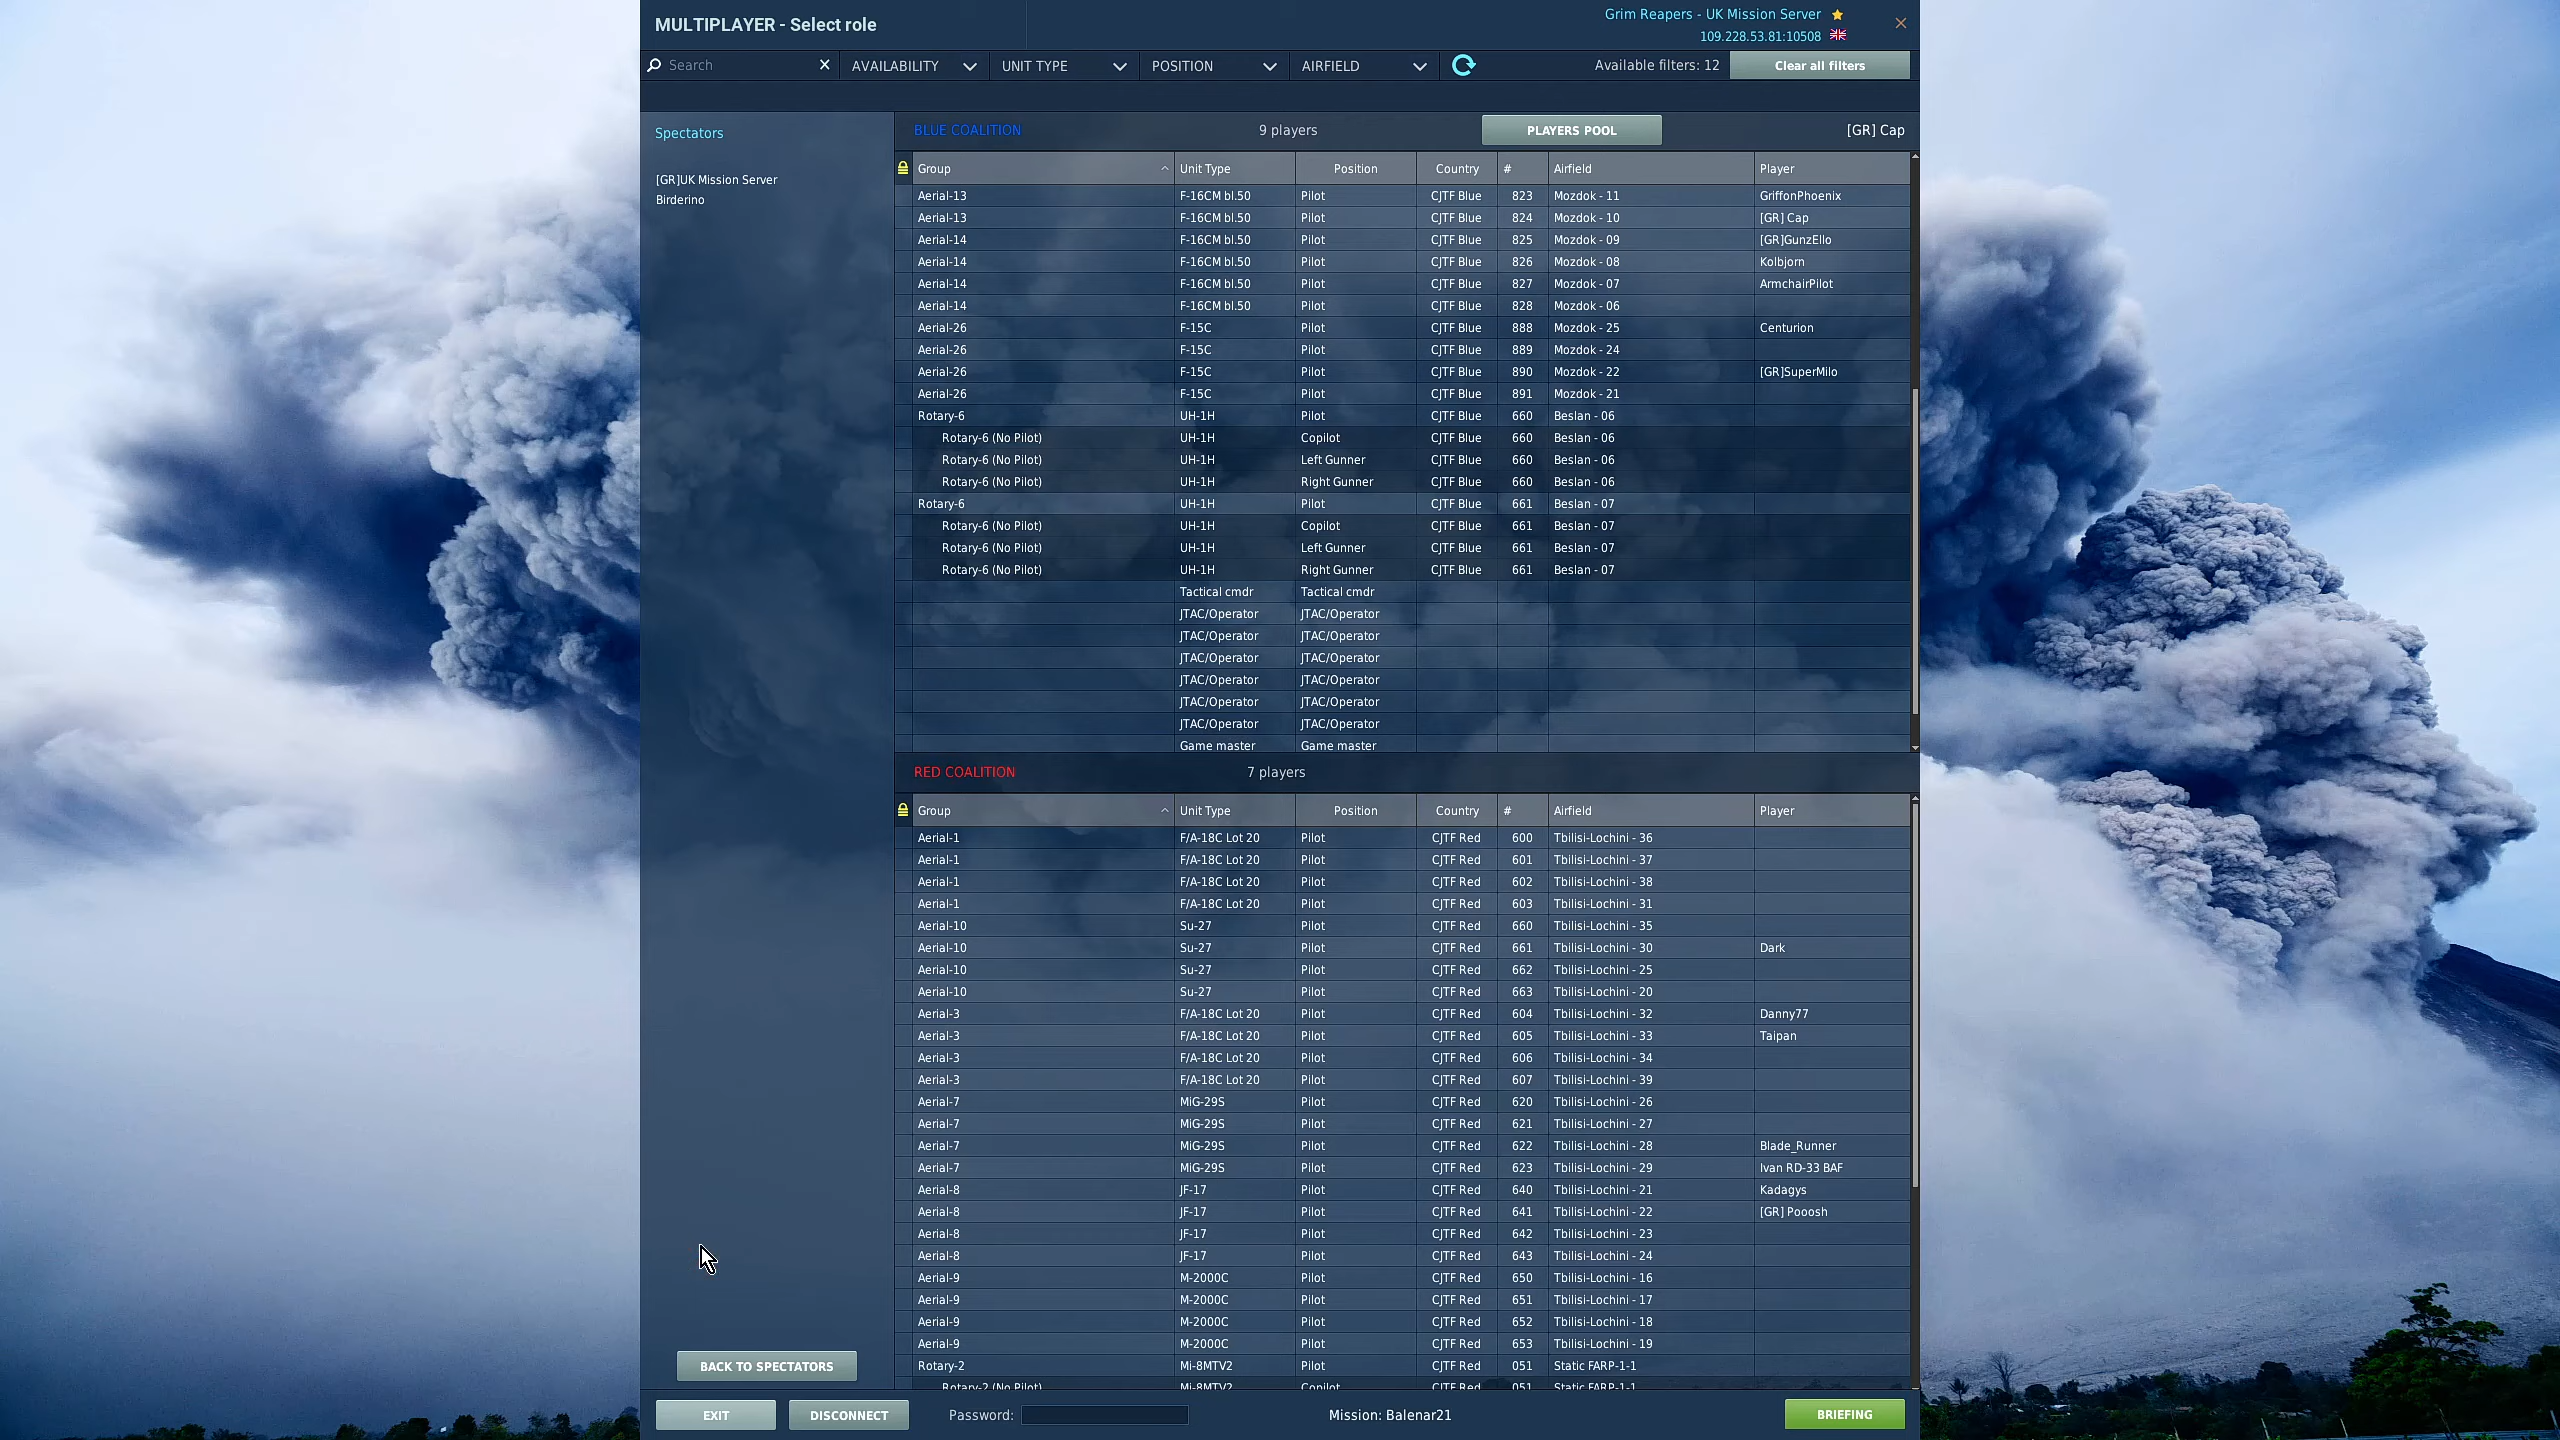 MULTIPLAYER - Select role
Grim Reapers - UK Mission Server
109.228.53.81:10508
Search
AVAILABILITY
UNIT TYPE
POSITION
AIRFIELD
Available filters: 12
Clear all filters
Spectators
[GR]UK Mission Server
Birderino
BLUE COALITION 9 players PLAYERS POOL [GR] Cap
Group Unit Type Position Country # Airfield Player
Aerial-13 F-16CM bl.50 Pilot CJTF Blue 823 Mozdok - 11 GriffonPhoenix
Aerial-13 F-16CM bl.50 Pilot CJTF Blue 824 Mozdok - 10 [GR] Cap
Aerial-14 F-16CM bl.50 Pilot CJTF Blue 825 Mozdok - 09 [GR]GunzEllo
Aerial-14 F-16CM bl.50 Pilot CJTF Blue 826 Mozdok - 08 Kolbjorn
Aerial-14 F-16CM bl.50 Pilot CJTF Blue 827 Mozdok - 07 ArmchairPilot
Aerial-14 F-16CM bl.50 Pilot CJTF Blue 828 Mozdok - 06
Aerial-26 F-15C Pilot CJTF Blue 888 Mozdok - 25 Centurion
Aerial-26 F-15C Pilot CJTF Blue 889 Mozdok - 24
Aerial-26 F-15C Pilot CJTF Blue 890 Mozdok - 22 [GR]SuperMilo
Aerial-26 F-15C Pilot CJTF Blue 891 Mozdok - 21
Rotary-6 UH-1H Pilot CJTF Blue 660 Beslan - 06
Rotary-6 (No Pilot) UH-1H Copilot CJTF Blue 660 Beslan - 06
Rotary-6 (No Pilot) UH-1H Left Gunner CJTF Blue 660 Beslan - 06
Rotary-6 (No Pilot) UH-1H Right Gunner CJTF Blue 660 Beslan - 06
Rotary-6 UH-1H Pilot CJTF Blue 661 Beslan - 07
Rotary-6 (No Pilot) UH-1H Copilot CJTF Blue 661 Beslan - 07
Rotary-6 (No Pilot) UH-1H Left Gunner CJTF Blue 661 Beslan - 07
Rotary-6 (No Pilot) UH-1H Right Gunner CJTF Blue 661 Beslan - 07
Tactical cmdr Tactical cmdr
JTAC/Operator JTAC/Operator
JTAC/Operator JTAC/Operator
JTAC/Operator JTAC/Operator
JTAC/Operator JTAC/Operator
JTAC/Operator JTAC/Operator
JTAC/Operator JTAC/Operator
Game master Game master
RED COALITION 7 players
Group Unit Type Position Country # Airfield Player
Aerial-1 F/A-18C Lot 20 Pilot CJTF Red 600 Tbilisi-Lochini - 36
Aerial-1 F/A-18C Lot 20 Pilot CJTF Red 601 Tbilisi-Lochini - 37
Aerial-1 F/A-18C Lot 20 Pilot CJTF Red 602 Tbilisi-Lochini - 38
Aerial-1 F/A-18C Lot 20 Pilot CJTF Red 603 Tbilisi-Lochini - 31
Aerial-10 Su-27 Pilot CJTF Red 660 Tbilisi-Lochini - 35
Aerial-10 Su-27 Pilot CJTF Red 661 Tbilisi-Lochini - 30 Dark
Aerial-10 Su-27 Pilot CJTF Red 662 Tbilisi-Lochini - 25
Aerial-10 Su-27 Pilot CJTF Red 663 Tbilisi-Lochini - 20
Aerial-3 F/A-18C Lot 20 Pilot CJTF Red 604 Tbilisi-Lochini - 32 Danny77
Aerial-3 F/A-18C Lot 20 Pilot CJTF Red 605 Tbilisi-Lochini - 33 Taipan
Aerial-3 F/A-18C Lot 20 Pilot CJTF Red 606 Tbilisi-Lochini - 34
Aerial-3 F/A-18C Lot 20 Pilot CJTF Red 607 Tbilisi-Lochini - 39
Aerial-7 MiG-29S Pilot CJTF Red 620 Tbilisi-Lochini - 26
Aerial-7 MiG-29S Pilot CJTF Red 621 Tbilisi-Lochini - 27
Aerial-7 MiG-29S Pilot CJTF Red 622 Tbilisi-Lochini - 28 Blade_Runner
Aerial-7 MiG-29S Pilot CJTF Red 623 Tbilisi-Lochini - 29 Ivan RD-33 BAF
Aerial-8 JF-17 Pilot CJTF Red 640 Tbilisi-Lochini - 21 Kadagys
Aerial-8 JF-17 Pilot CJTF Red 641 Tbilisi-Lochini - 22 [GR] Pooosh
Aerial-8 JF-17 Pilot CJTF Red 642 Tbilisi-Lochini - 23
Aerial-8 JF-17 Pilot CJTF Red 643 Tbilisi-Lochini - 24
Aerial-9 M-2000C Pilot CJTF Red 650 Tbilisi-Lochini - 16
Aerial-9 M-2000C Pilot CJTF Red 651 Tbilisi-Lochini - 17
Aerial-9 M-2000C Pilot CJTF Red 652 Tbilisi-Lochini - 18
Aerial-9 M-2000C Pilot CJTF Red 653 Tbilisi-Lochini - 19
Rotary-2 Mi-8MTV2 Pilot CJTF Red 051 Static FARP-1-1
Rotary-2 (No Pilot) Mi-8MTV2 Copilot CJTF Red 051 Static FARP-1-1
BACK TO SPECTATORS
EXIT
DISCONNECT
Password:
Mission: Balenar21
BRIEFING